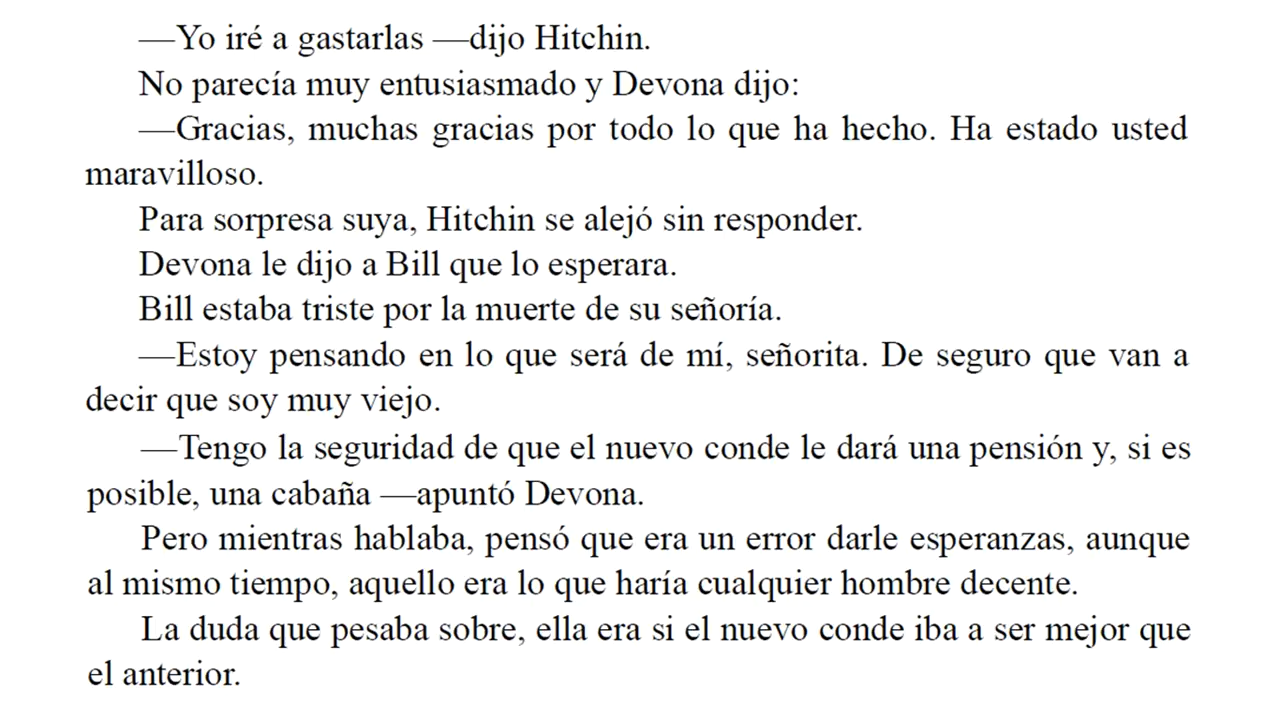 —Yo iré a gastarlas —dijo Hitchin.
No parecía muy entusiasmado y Devona dijo:
—Gracias, muchas gracias por todo lo que ha hecho. Ha estado usted
maravilloso.
Para sorpresa suya, Hitchin se alejó sin responder.
Devona le dijo a Bill que lo esperara.
Bill estaba triste por la muerte de su señoría.
—Estoy pensando en lo que será de mí, señorita. De seguro que van a
decir que soy muy viejo.
—Tengo la seguridad de que el nuevo conde le dará una pensión y, si es
posible, una cabaña —apuntó Devona.
Pero mientras hablaba, pensó que era un error darle esperanzas, aunque
al mismo tiempo, aquello era lo que haría cualquier hombre decente.
La duda que pesaba sobre, ella era si el nuevo conde iba a ser mejor que
el anterior.